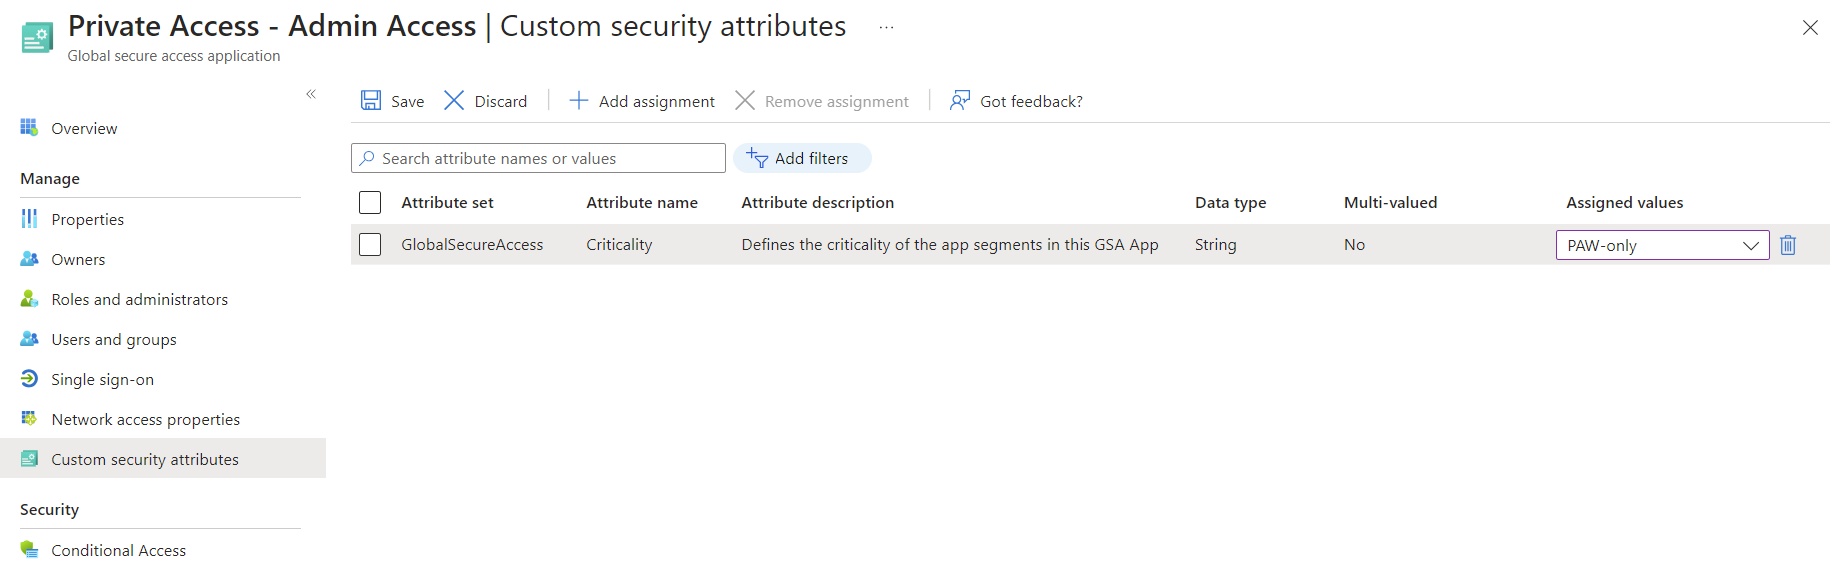 Private Access - Admin Access | Custom security attributes ...
Global secure access application
«
Save Discard Add assignment Remove assignment Got feedback?
Overview
Search attribute names or values Add filters
Manage
Attribute set Attribute name Attribute description Data type Multi-valued Assigned values
Properties
GlobalSecureAccess Criticality Defines the criticality of the app segments in this GSA App String No PAW-only
Owners
Roles and administrators
Users and groups
Single sign-on
Network access properties
Custom security attributes
Security
Conditional Access